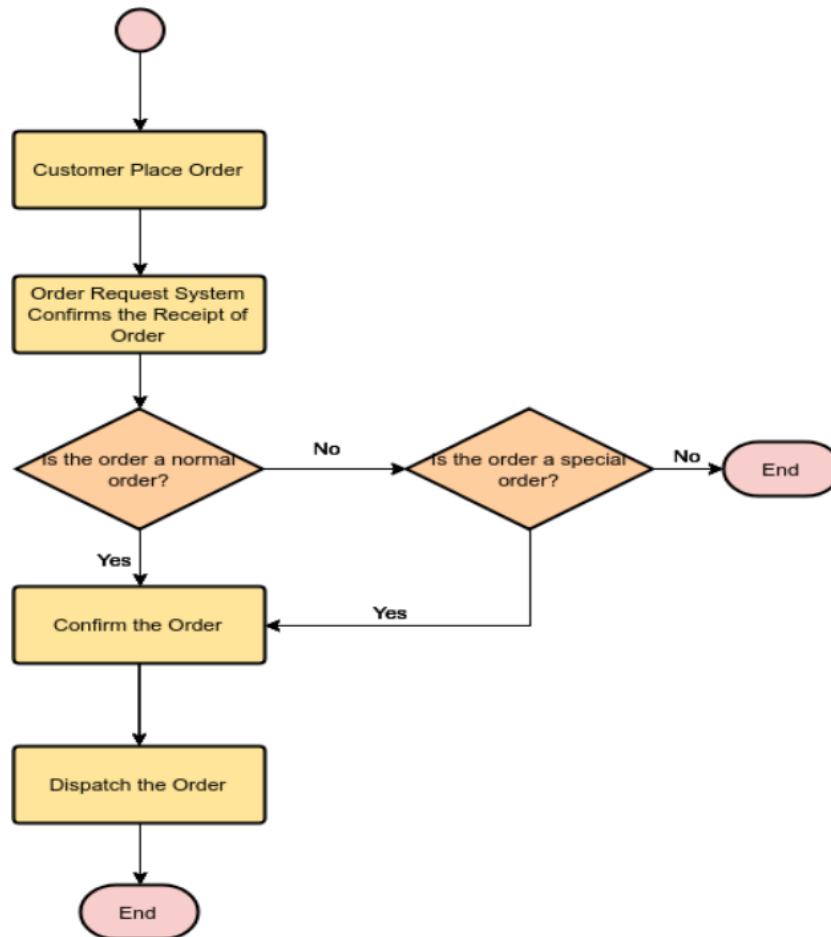 Customer Place Order
Order Request System
Confirms the Receipt of
Order
Is the order a normal
order?
No
Is the order a special
order?
No
End
Yes
Confirm the Order
Yes
Dispatch the Order
End